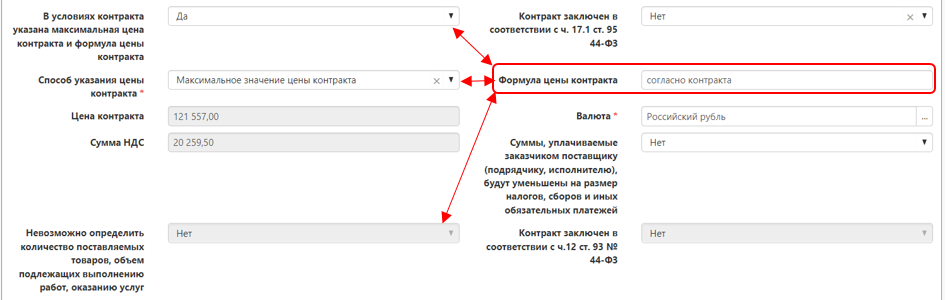 В условиях контракта
указана максимальная цена
контракта и формула цены
контракта
Да
Контракт заключен в
соответствии с ч. 17.1 ст. 95
44-ФЗ
Нет
Способ указания цены
контракта *
Максимальное значение цены контракта
Формула цены контракта
согласно контракта
Цена контракта
121 557,00
Валюта *
Российский рубль
...
Сумма НДС
20 259,50
Суммы, уплачиваемые
заказчиком поставщику
(подрядчику, исполнителю),
будут уменьшены на размер
налогов, сборов и иных
обязательных платежей
Нет
Невозможно определить
количество поставляемых
товаров, объем
подлежащих выполнению
работ, оказанию услуг
Нет
Контракт заключен в
соответствии с ч.12 ст. 93 №
44-ФЗ
Нет